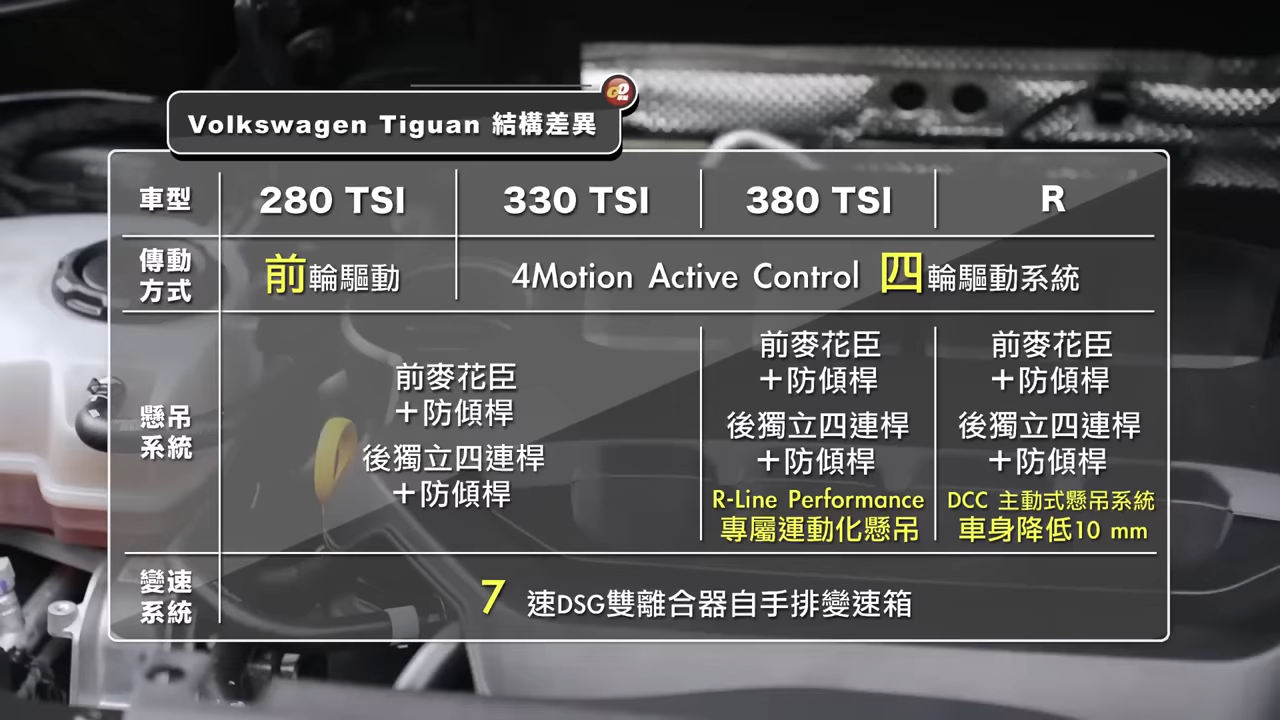 Volkswagen Tiguan 結構差異
車型
280 TSI
330 TSI
380 TSI
R
傳動
方式
前輪驅動
4Motion Active Control 四輪驅動系統
懸吊
系統
前麥花臣
＋防傾桿
後獨立四連桿
＋防傾桿
前麥花臣
＋防傾桿
後獨立四連桿
＋防傾桿
R-Line Performance
專屬運動化懸吊
前麥花臣
＋防傾桿
後獨立四連桿
＋防傾桿
DCC 主動式懸吊系統
車身降低10 mm
變速
系統
7 速DSG雙離合器自手排變速箱